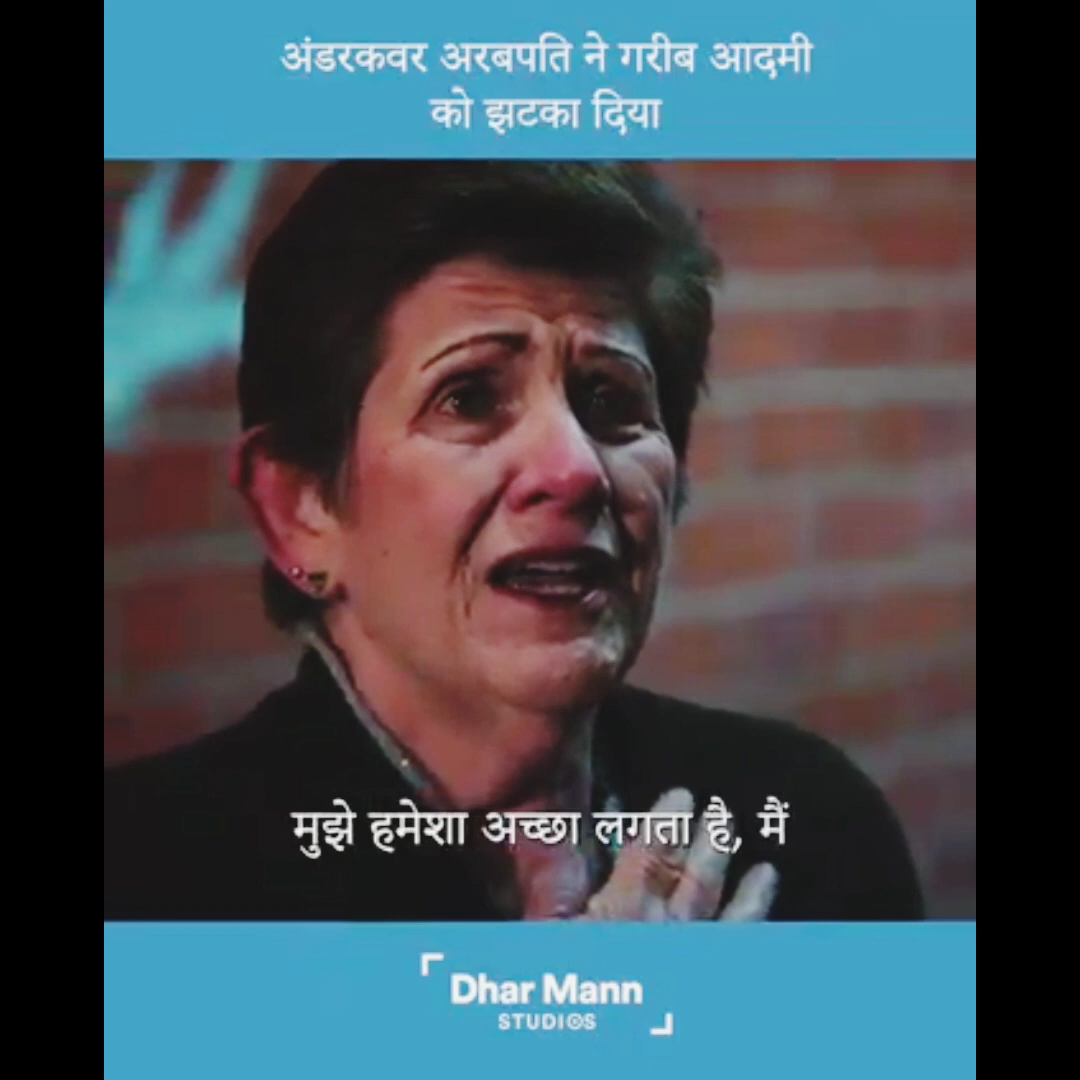 अंडरकवर अरबपति ने गरीब आदमी
को झटका दिया
मुझे हमेशा अच्छा लगता है, मैं
Dhar Mann
STUDIOS